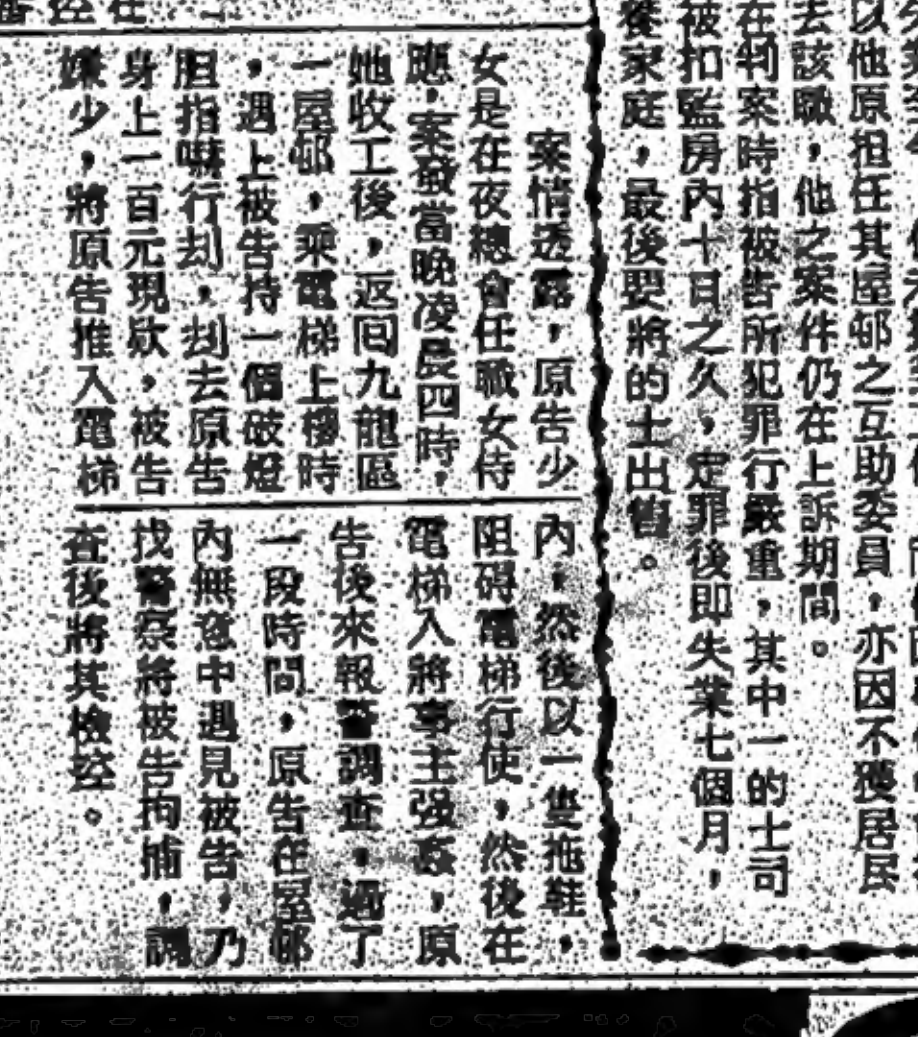 以他原担任其屋邨之互助委員，亦因不獲居民
去該職，他之案件仍在上訴期間。
在判案時指被告所犯罪行嚴重，其中一的士司
被扣監房內十日之久，定罪後即失業七個月，
養家庭，最後要將的士出售。
案情透露，原告少
女是在夜總會任職女侍
應，案發當晚凌晨四時，
她收工後，返回九龍區
一屋邨，乘電梯上樓時
，遇上被告持一個破燈
胆指嚇行刦，刦去原告
身上一百元現欵，被告
嫌少，將原告推入電梯
內，然後以一隻拖鞋，
阻碍電梯行使，然後在
電梯入將事主强姦，原
告後來報警調查，過了
一段時間，原告在屋邨
內無意中遇見被告，乃
找警察將被告拘捕，調
查後將其檢控。